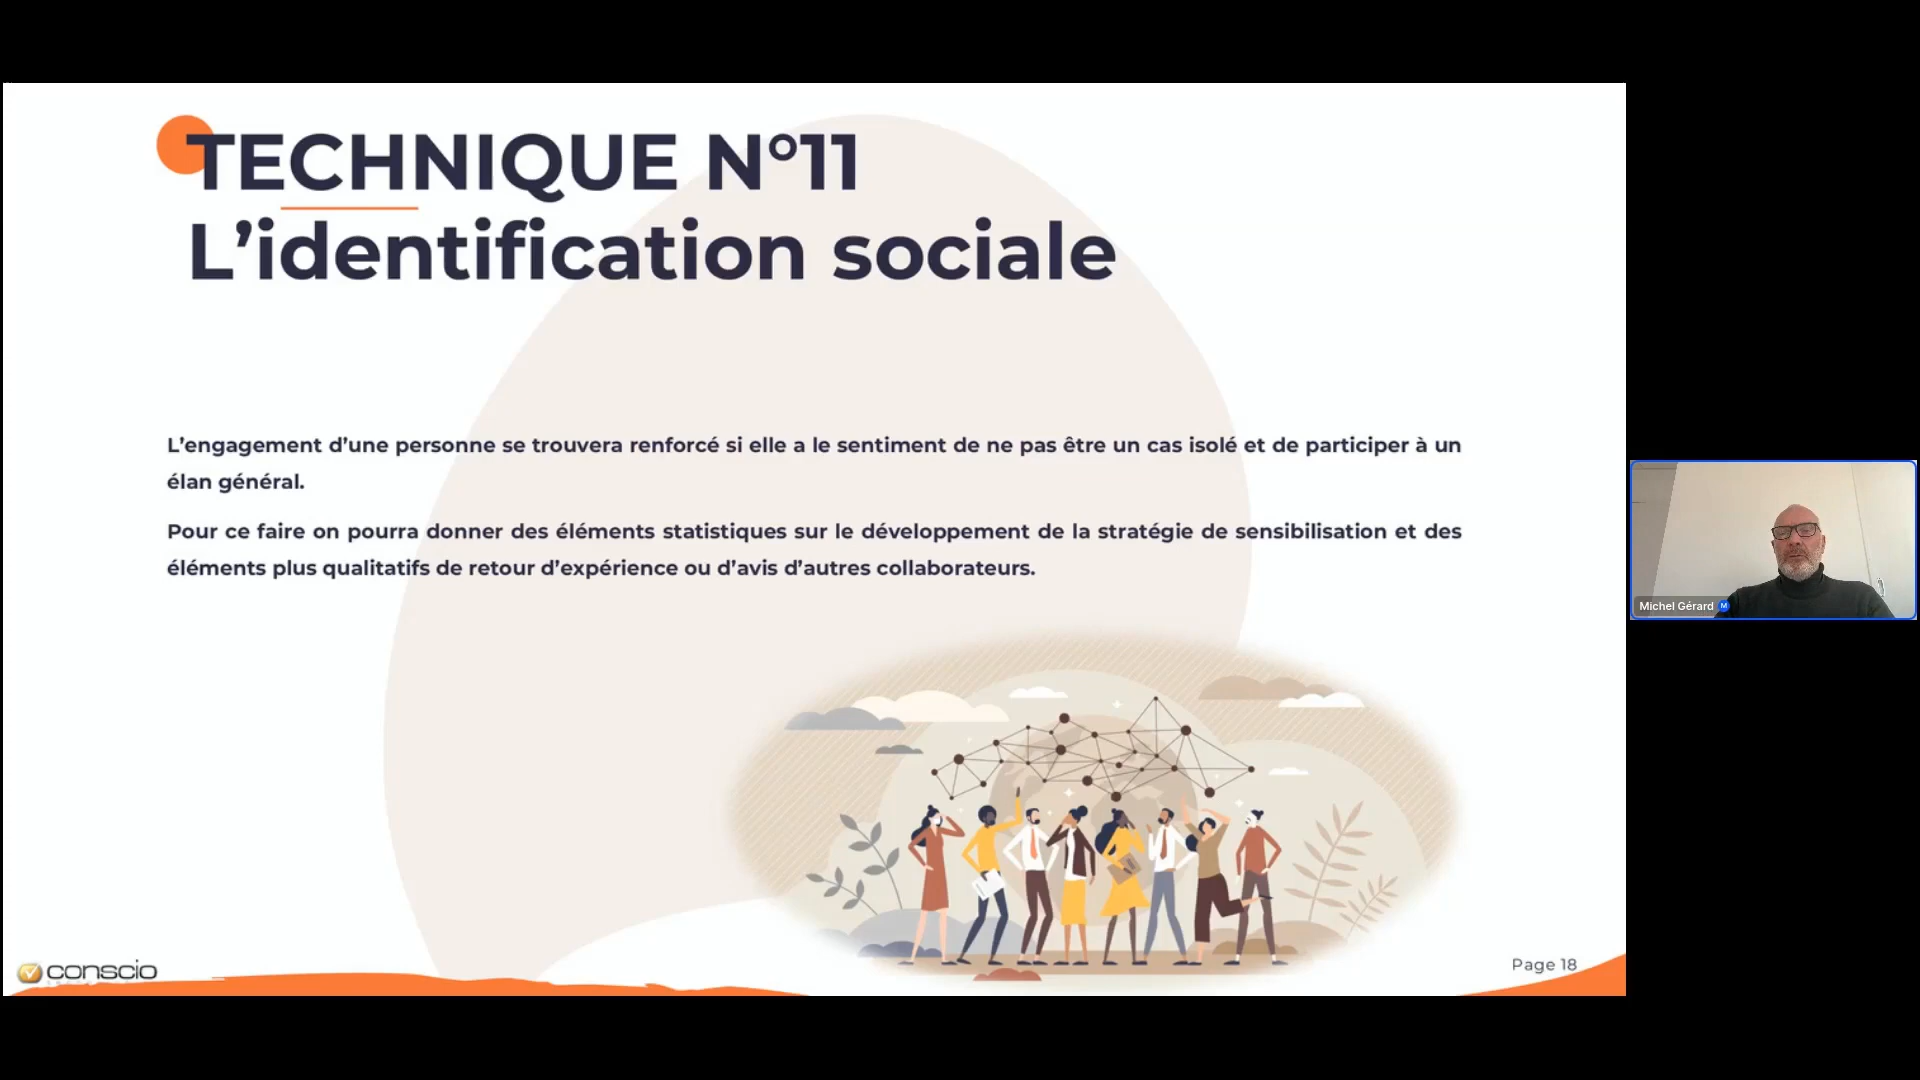 TECHNIQUE N°11
L’identification sociale
L’engagement d’une personne se trouvera renforcé si elle a le sentiment de ne pas être un cas isolé et de participer à un
élan général.
Pour ce faire on pourra donner des éléments statistiques sur le développement de la stratégie de sensibilisation et des
éléments plus qualitatifs de retour d’expérience ou d’avis d’autres collaborateurs.
Michel Gérard M
conscio
Page 18